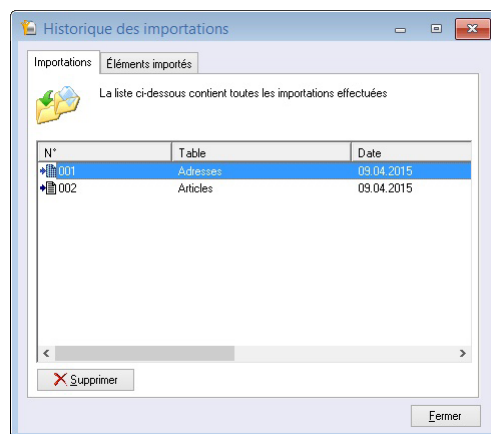 Historique des importations
Importations Éléments importés
La liste ci-dessous contient toutes les importations effectuées
N° Table Date
001 Adresses 09.04.2015
002 Articles 09.04.2015
Supprimer
Fermer